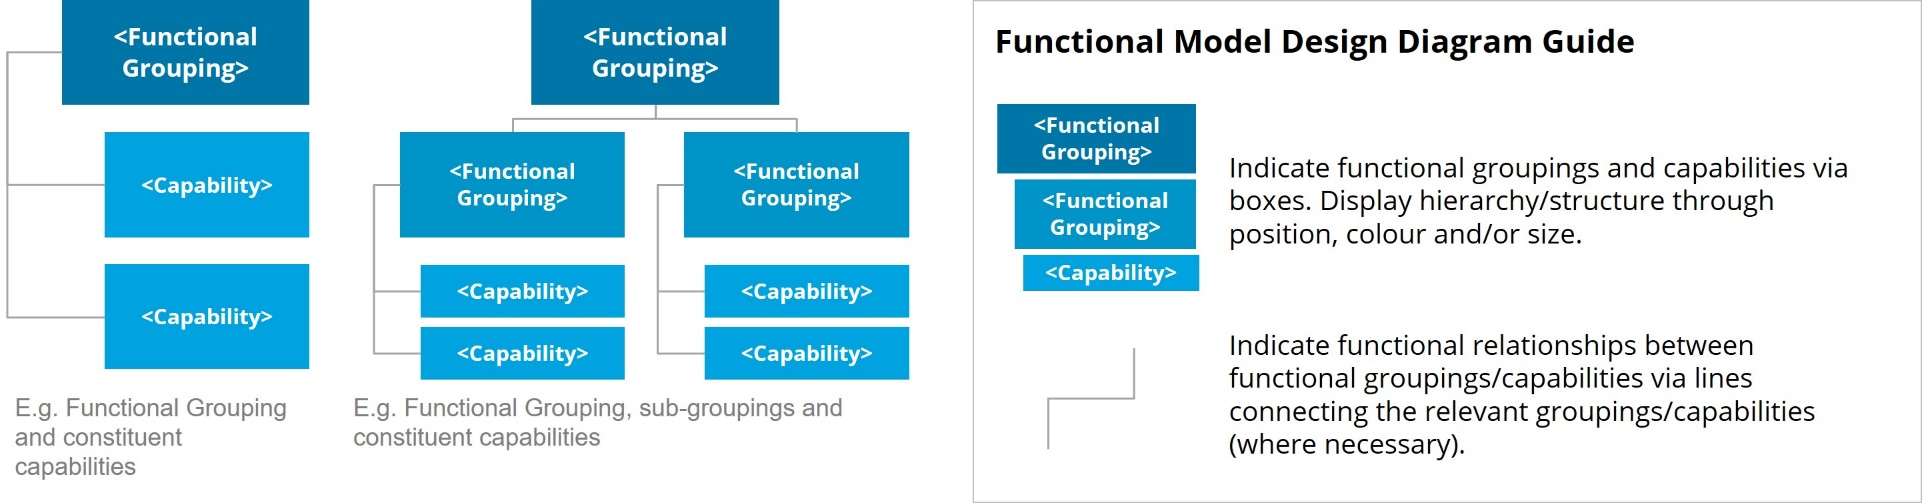 <Functional
Grouping>
<Capability>
<Capability>
E.g. Functional Grouping
and constituent
capabilities
<Functional
Grouping>
<Functional
Grouping>
<Functional
Grouping>
<Capability>
<Capability>
<Capability>
<Capability>
E.g. Functional Grouping, sub-groupings and
constituent capabilities
Functional Model Design Diagram Guide
<Functional
Grouping>
<Functional
Grouping>
<Capability>
Indicate functional groupings and capabilities via
boxes. Display hierarchy/structure through
position, colour and/or size.
Indicate functional relationships between
functional groupings/capabilities via lines
connecting the relevant groupings/capabilities
(where necessary).